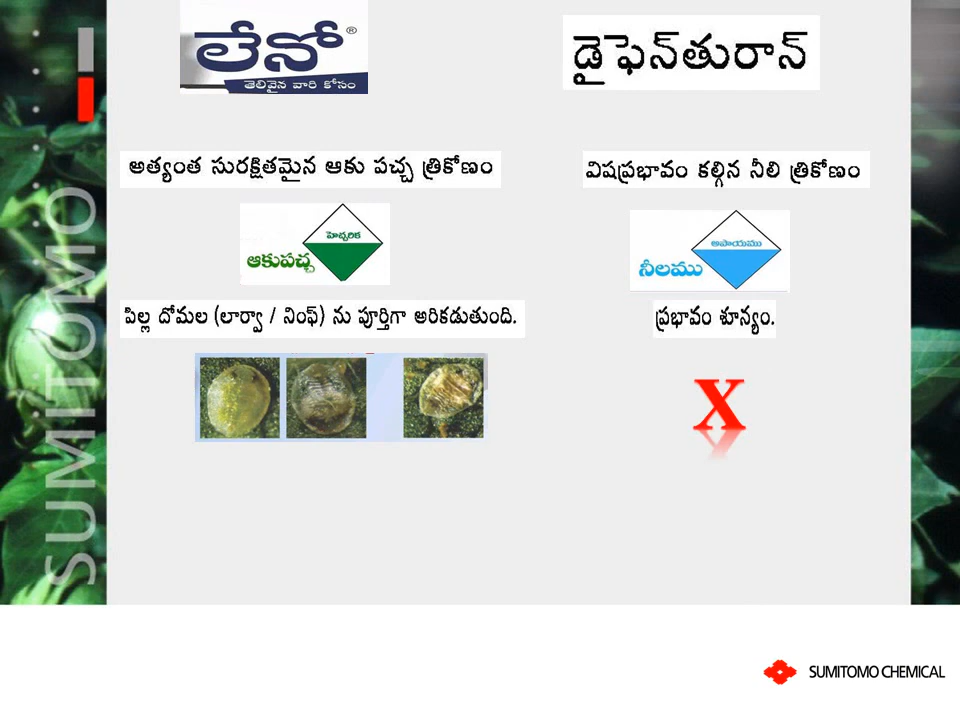 లేనో®
తెలివైన వారి కోసం
డైఫెన్‌తురాన్
అత్యంత సురక్షితమైన ఆకు పచ్చ త్రికోణం
విషప్రభావం కల్గిన నీలి త్రికోణం
హెచ్చరిక
ఆకుపచ్చ
అపాయము
నీలము
పిల్ల దోమల (లార్వా / నింఫ్) ను పూర్తిగా అరికడుతుంది.
ప్రభావం శూన్యం.
X
SUMITOMO
SUMITOMO CHEMICAL